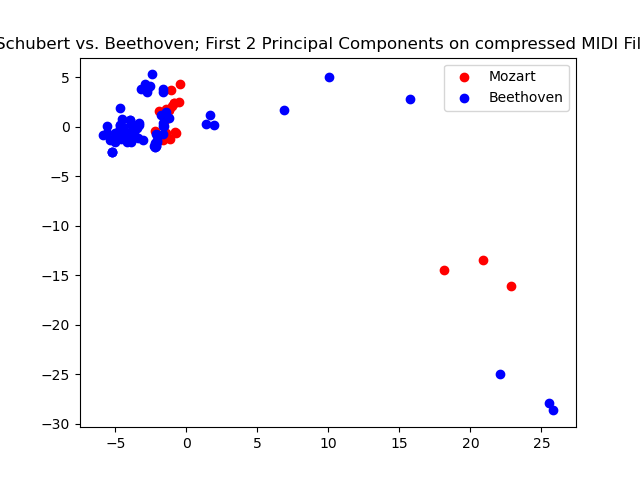 Schubert vs. Beethoven; First 2 Principal Components on compressed MIDI Fil
Mozart
Beethoven
5
0
−5
−10
−15
−20
−25
−30
−5 0 5 10 15 20 25